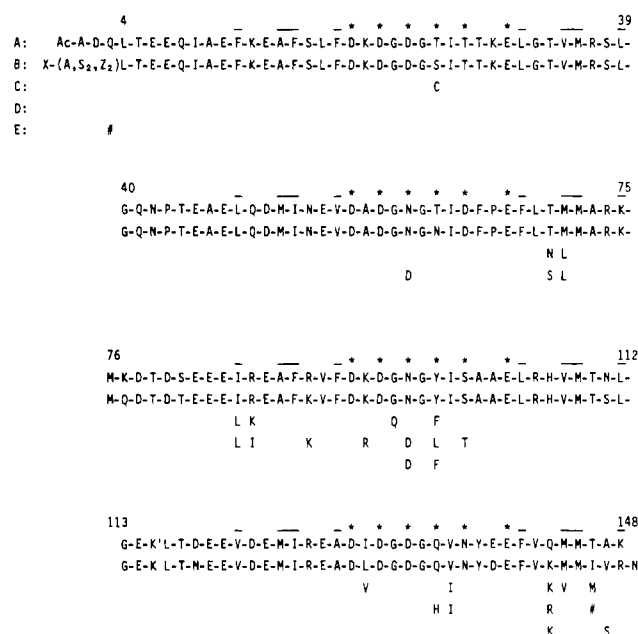 4 * * * * * * 39
A: Ac-A-D-Q-L-T-E-E-Q-I-A-E-F-K-E-A-F-S-L-F-D-K-D-G-D-G-T-I-T-T-K-E-L-G-T-V-M-R-S-L-
B: X-(A,S₂,Z₂)L-T-E-E-Q-I-A-E-F-K-E-A-F-S-L-F-D-K-D-G-D-G-S-I-T-T-K-E-L-G-T-V-M-R-S-L-
C: C
D:
E: #
40 * * * * * * 75
G-Q-N-P-T-E-A-E-L-Q-D-M-I-N-E-V-D-A-D-G-N-G-T-I-D-F-P-E-F-L-T-M-M-A-R-K-
G-Q-N-P-T-E-A-E-L-Q-D-M-I-N-E-V-D-A-D-G-N-G-N-I-D-F-P-E-F-L-T-M-M-A-R-K-
N L
D S L
76 * * * * * * 112
M-K-D-T-D-S-E-E-E-I-R-E-A-F-R-V-F-D-K-D-G-N-G-Y-I-S-A-A-E-L-R-H-V-M-T-N-L-
M-Q-D-T-D-T-E-E-E-I-R-E-A-F-K-V-F-D-K-D-G-N-G-Y-I-S-A-A-E-L-R-H-V-M-T-S-L-
L K Q F
L I K R D L T
D F
113 * * * * * * 148
G-E-K'L-T-D-E-E-V-D-E-M-I-R-E-A-D-I-D-G-D-G-Q-V-N-Y-E-E-F-V-Q-M-M-T-A-K
G-E-K L-T-N-E-E-V-D-E-M-I-R-E-A-D-L-D-G-D-G-Q-V-N-Y-D-E-F-V-K-M-M-I-V-R-N
V I K V M
H I R #
K S